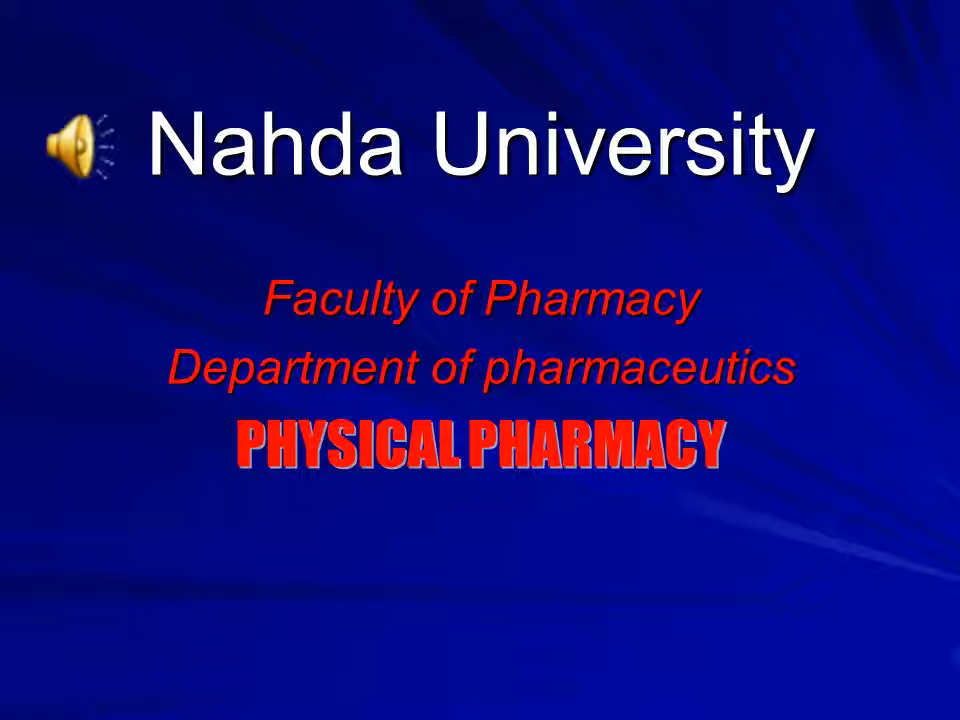 Nahda University
Faculty of Pharmacy
Department of pharmaceutics
PHYSICAL PHARMACY